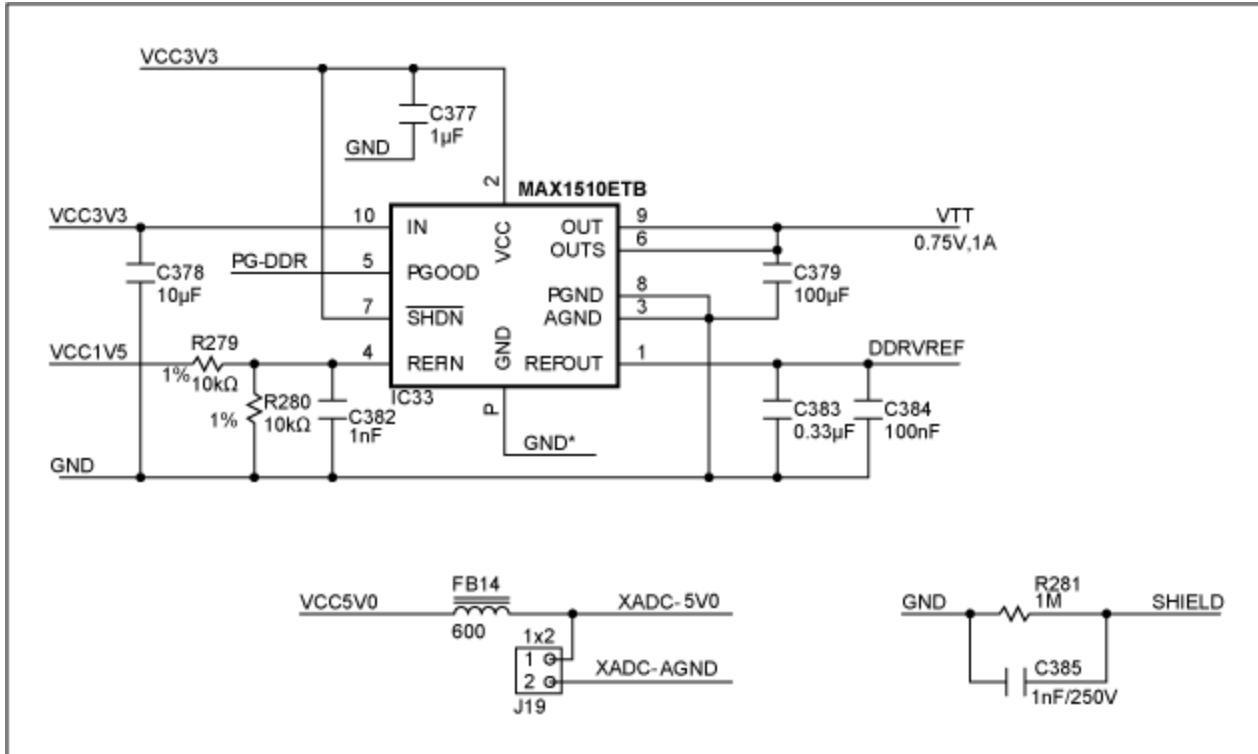 VCC3V3
C377
1µF
GND
2
MAX1510ETB
VCC3V3
10
IN
VCC
OUT
9
VTT
OUTS
6
0.75V,1A
C378
10µF
PG-DDR
5
PGOOD
C379
100µF
PGND
8
7
SHDN
AGND
3
R279
VCC1V5
1%
10kΩ
4
REFIN
GND
REFOUT
1
DDRVREF
IC33
R280
1%
10kΩ
C382
1nF
P
C383
0.33µF
C384
100nF
GND*
GND
FB14
VCC5V0
600
XADC-5V0
1x2
1
2
XADC-AGND
J19
R281
1M
GND
SHIELD
C385
1nF/250V